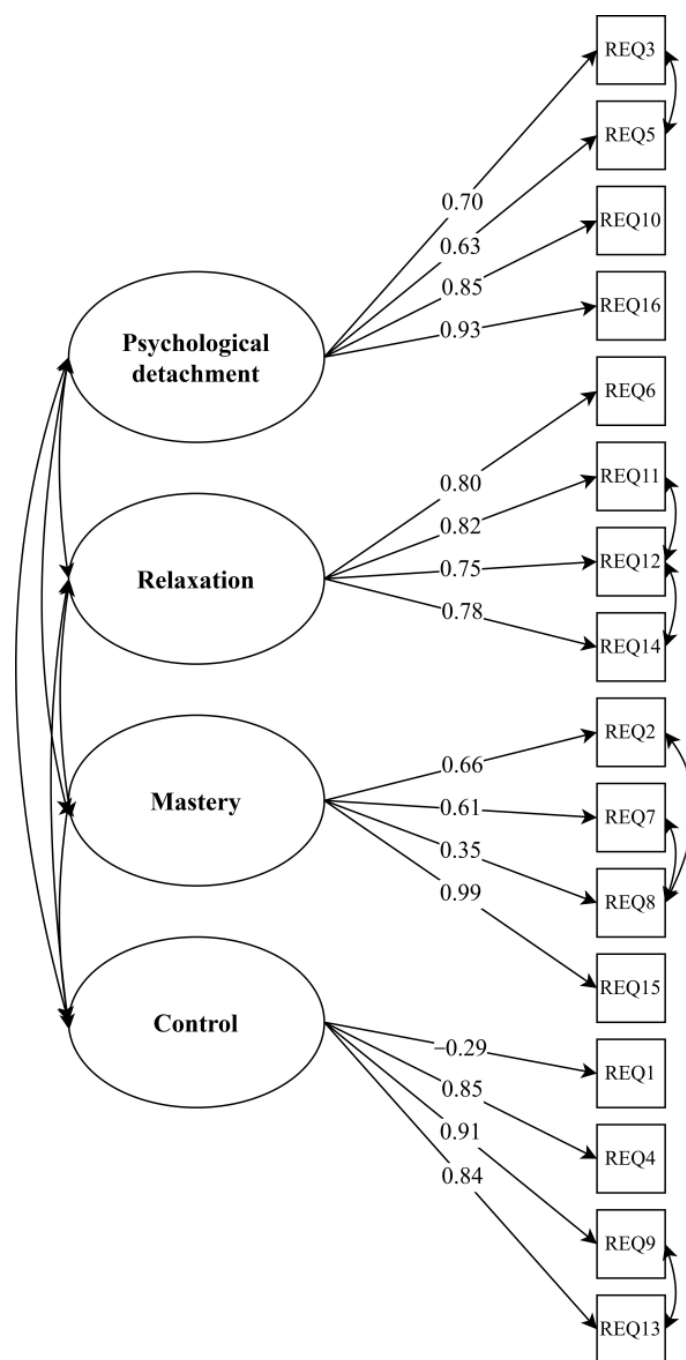 REQ3
REQ5
0.70
REQ10
0.63
0.85
REQ16
0.93
Psychological
detachment
REQ6
REQ11
0.80
0.82
REQ12
0.75
Relaxation
0.78
REQ14
REQ2
0.66
Mastery
0.61
REQ7
0.35
REQ8
0.99
REQ15
Control
−0.29
REQ1
0.85
0.91
REQ4
0.84
REQ9
REQ13